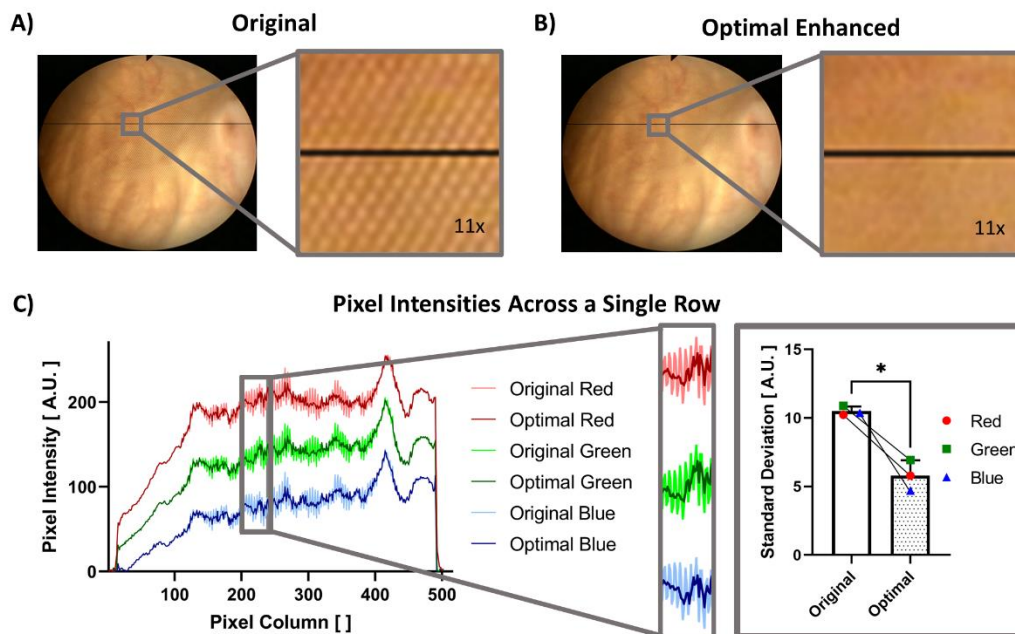 A)
Original
11x
B)
Optimal Enhanced
11x
C)
Pixel Intensities Across a Single Row
Pixel Intensity [ A.U. ]
200
100
0
100
200
300
400
500
Pixel Column [ ]
Original Red
Optimal Red
Original Green
Optimal Green
Original Blue
Optimal Blue
Standard Deviation [ A.U. ]
15
10
5
0
*
Original
Optimal
Red
Green
Blue